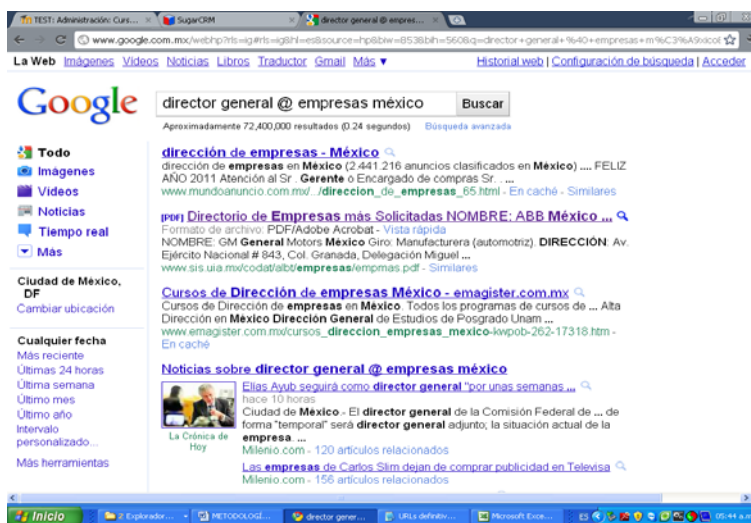 TEST: Administración: Curs...
SugarCRM
director general @ empres...
www.google.com.mx/webhp?rls=ig#rls=ig&hl=es&source=hp&biw=853&bih=560&q=director+general+%40+empresas+m%C3%A9xico&
La Web Imágenes Videos Noticias Libros Traductor Gmail Más ▼
Historial web | Configuración de búsqueda | Acceder
Google
director general @ empresas méxico
Buscar
Aproximadamente 72,400,000 resultados (0.24 segundos)
Búsqueda avanzada
Todo
Imágenes
Videos
Noticias
Tiempo real
Más
Ciudad de México,
DF
Cambiar ubicación
Cualquier fecha
Más reciente
Últimas 24 horas
Última semana
Último mes
Último año
Intervalo
personalizado...
Más herramientas
dirección de empresas - México
dirección de empresas en México (2.441.216 anuncios clasificados en México) .... FELIZ
AÑO 2011 Atención al Sr . Gerente o Encargado de compras Sr. . ...
www.mundoanuncio.com.mx/.../direccion_de_empresas_65.html - En caché - Similares
[PDF] Directorio de Empresas más Solicitadas NOMBRE: ABB México ...
Formato de archivo: PDF/Adobe Acrobat - Vista rápida
NOMBRE: GM General Motors México Giro: Manufacturera (automotriz). DIRECCIÓN: Av.
Ejército Nacional # 843, Col. Granada, Delegación Miguel ...
www.sis.uia.mx/codat/albt/empresas/empmas.pdf - Similares
Cursos de Dirección de empresas México - emagister.com.mx
Cursos de Dirección de empresas en México. Todos los programas de cursos de ... Alta
Dirección en México Dirección General de Estudios de Posgrado Unam ...
www.emagister.com.mx/cursos_direccion_empresas_mexico-kwpob-262-17318.htm -
En caché
Noticias sobre director general @ empresas méxico
Elías Ayub seguirá como director general "por unas semanas ...
hace 10 horas
Ciudad de México.- El director general de la Comisión Federal de ... de
forma "temporal" será director general adjunto; la situación actual de la
empresa. ...
Milenio.com - 120 artículos relacionados
La Crónica de
Hoy
Las empresas de Carlos Slim dejan de comprar publicidad en Televisa
Milenio.com - 156 artículos relacionados
Inicio
2 Explorador...
METODOLOGÍ...
director gener...
URLs definitiv...
Microsoft Exce...
ES
05:44 a.m.